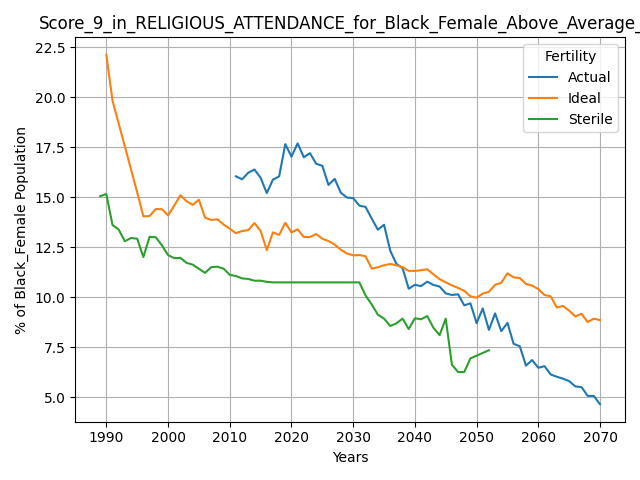 Score_9_in_RELIGIOUS_ATTENDANCE_for_Black_Female_Above_Average_
Fertility
Actual
Ideal
Sterile
% of Black_Female Population
22.5
20.0
17.5
15.0
12.5
10.0
7.5
5.0
1990 2000 2010 2020 2030 2040 2050 2060 2070
Years